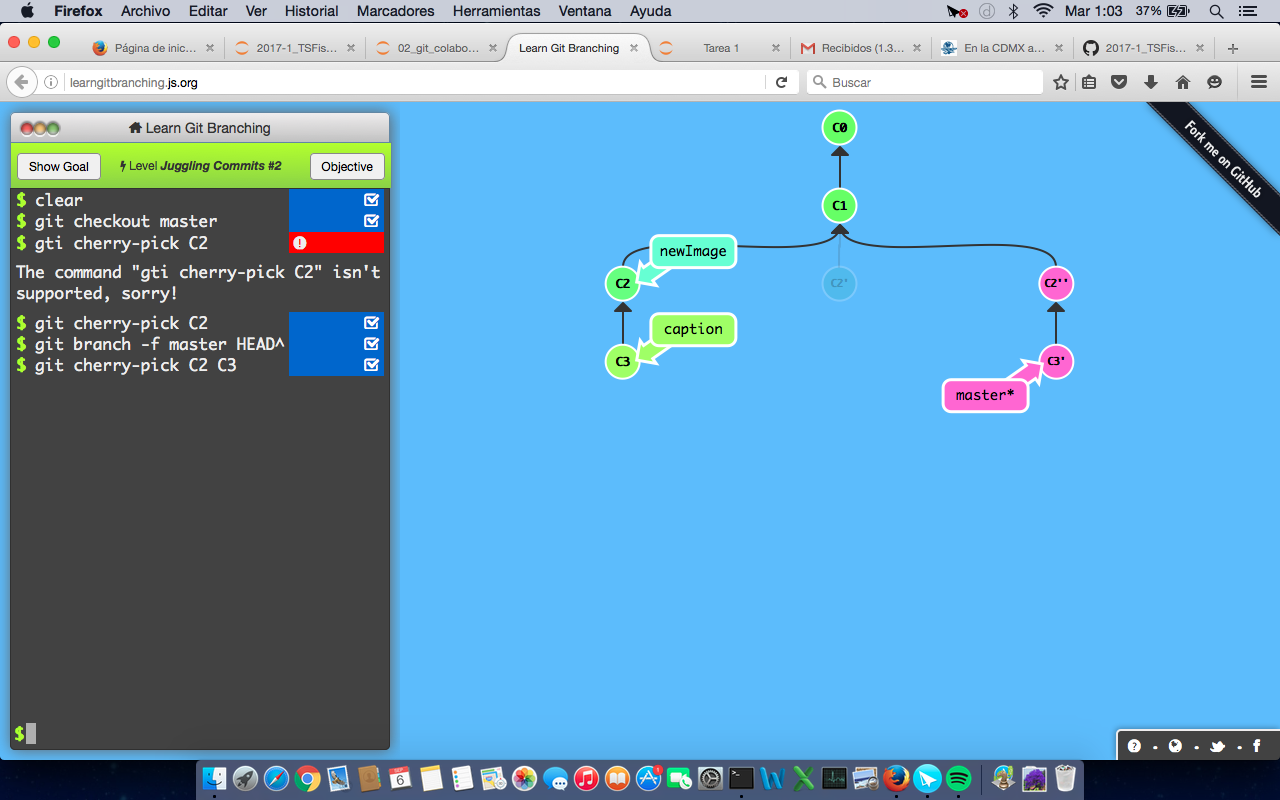 Firefox Archivo Editar Ver Historial Marcadores Herramientas Ventana Ayuda Mar 1:03 37%
Página de inic... 2017-1_TSFis... 02_git_colabo... Learn Git Branching Tarea 1 Recibidos (1.3... En la CDMX a... 2017-1_TSFis...
learngitbranching.js.org Buscar
Learn Git Branching
Show Goal Level Juggling Commits #2 Objective
$ clear
$ git checkout master
$ gti cherry-pick C2
The command "gti cherry-pick C2" isn't
supported, sorry!
$ git cherry-pick C2
$ git branch -f master HEAD^
$ git cherry-pick C2 C3
$
C0
Fork me on GitHub
C1
newImage
C2 C2' C2''
caption
C3 C3'
master*
SEP
6
1